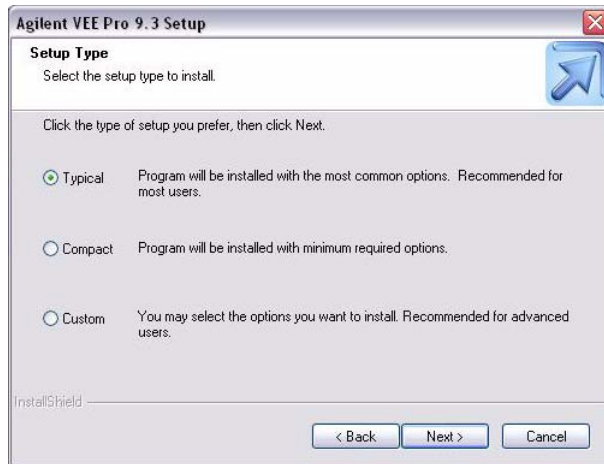 Agilent VEE Pro 9.3 Setup
Setup Type
Select the setup type to install.
Click the type of setup you prefer, then click Next.
Typical
Program will be installed with the most common options. Recommended for
most users.
Compact
Program will be installed with minimum required options.
Custom
You may select the options you want to install. Recommended for advanced
users.
InstallShield
< Back
Next >
Cancel